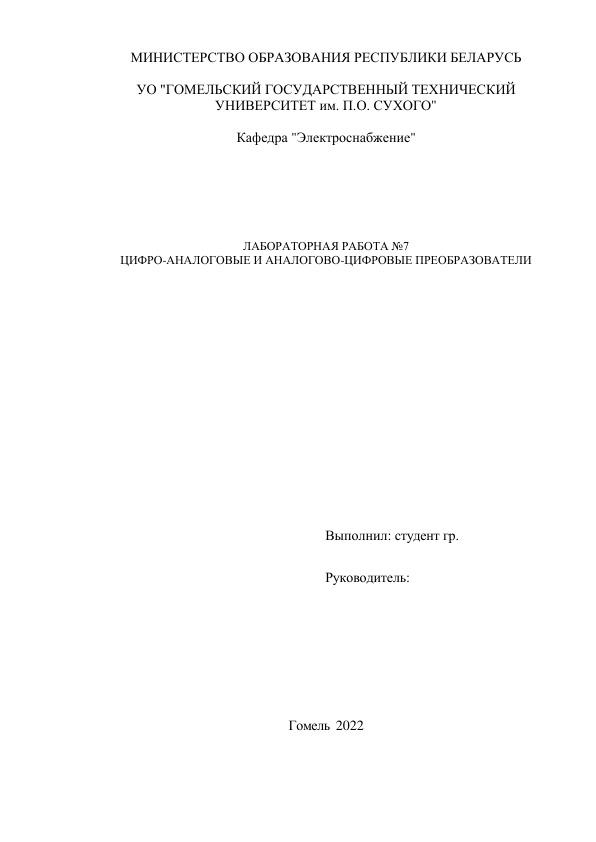 МИНИСТЕРСТВО ОБРАЗОВАНИЯ РЕСПУБЛИКИ БЕЛАРУСЬ
УО "ГОМЕЛЬСКИЙ ГОСУДАРСТВЕННЫЙ ТЕХНИЧЕСКИЙ
УНИВЕРСИТЕТ им. П.О. СУХОГО"
Кафедра "Электроснабжение"
ЛАБОРАТОРНАЯ РАБОТА №7
ЦИФРО-АНАЛОГОВЫЕ И АНАЛОГОВО-ЦИФРОВЫЕ ПРЕОБРАЗОВАТЕЛИ
Выполнил: студент гр.
Руководитель:
Гомель 2022